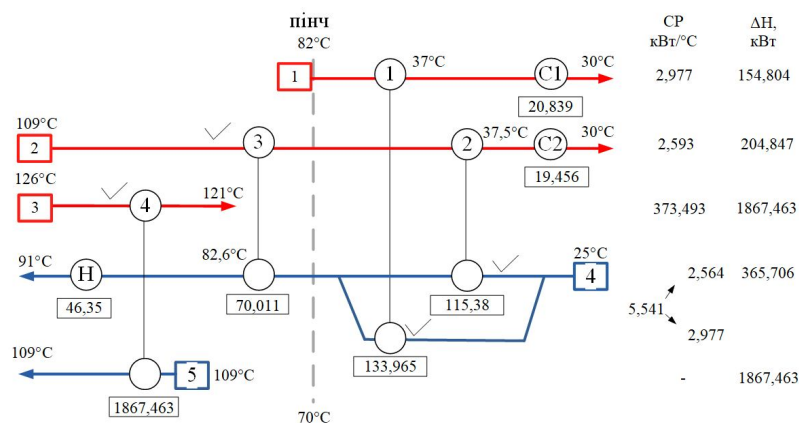 пінч
82°C
CP
кВт/°C
ΔH,
кВт
1
1
37°C
C1
30°C
20,839
2,977
154,804
109°C
2
3
2
37,5°C
C2
30°C
19,456
2,593
204,847
126°C
3
4
121°C
373,493
1867,463
91°C
H
46,35
82,6°C
70,011
115,38
25°C
4
2,564
365,706
5,541
2,977
133,965
109°C
5
109°C
1867,463
-
1867,463
70°C